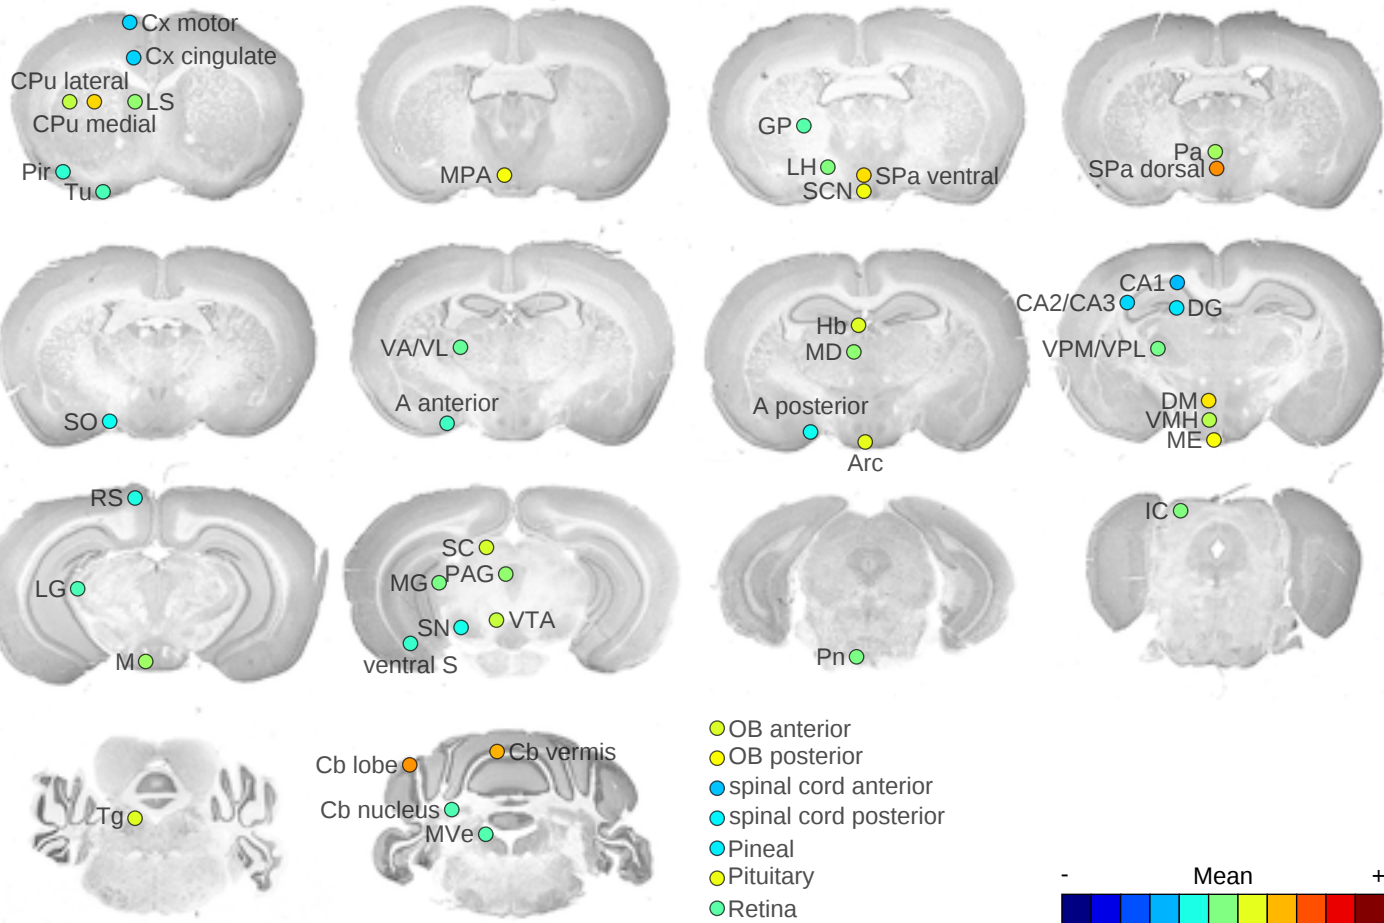 Cx motor
Cx cingulate
CPu lateral
LS
CPu medial
Pir
Tu
MPA
GP
LH
SPa ventral
SCN
Pa
SPa dorsal
SO
VA/VL
A anterior
Hb
MD
A posterior
Arc
CA1
CA2/CA3
DG
VPM/VPL
DM
VMH
ME
RS
LG
M
SC
MG
PAG
SN
VTA
ventral S
Pn
IC
Tg
Cb lobe
Cb vermis
Cb nucleus
MVe
OB anterior
OB posterior
spinal cord anterior
spinal cord posterior
Pineal
Pituitary
Retina
- Mean +